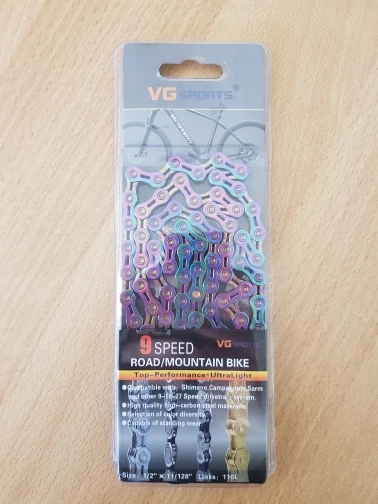 VG SPORTS®
9 SPEED
VG SPORTS
ROAD/MOUNTAIN BIKE
Top-Performance·UltraLight
Compatible with: Shimano,Campagnolo,Sarm
and other 9-18-27 Speed drivetrain system.
High quality high-carbon steel materials.
Selection of color diversity.
Capable of standing wear.
Size: 1/2" x 11/128" Links: 116L